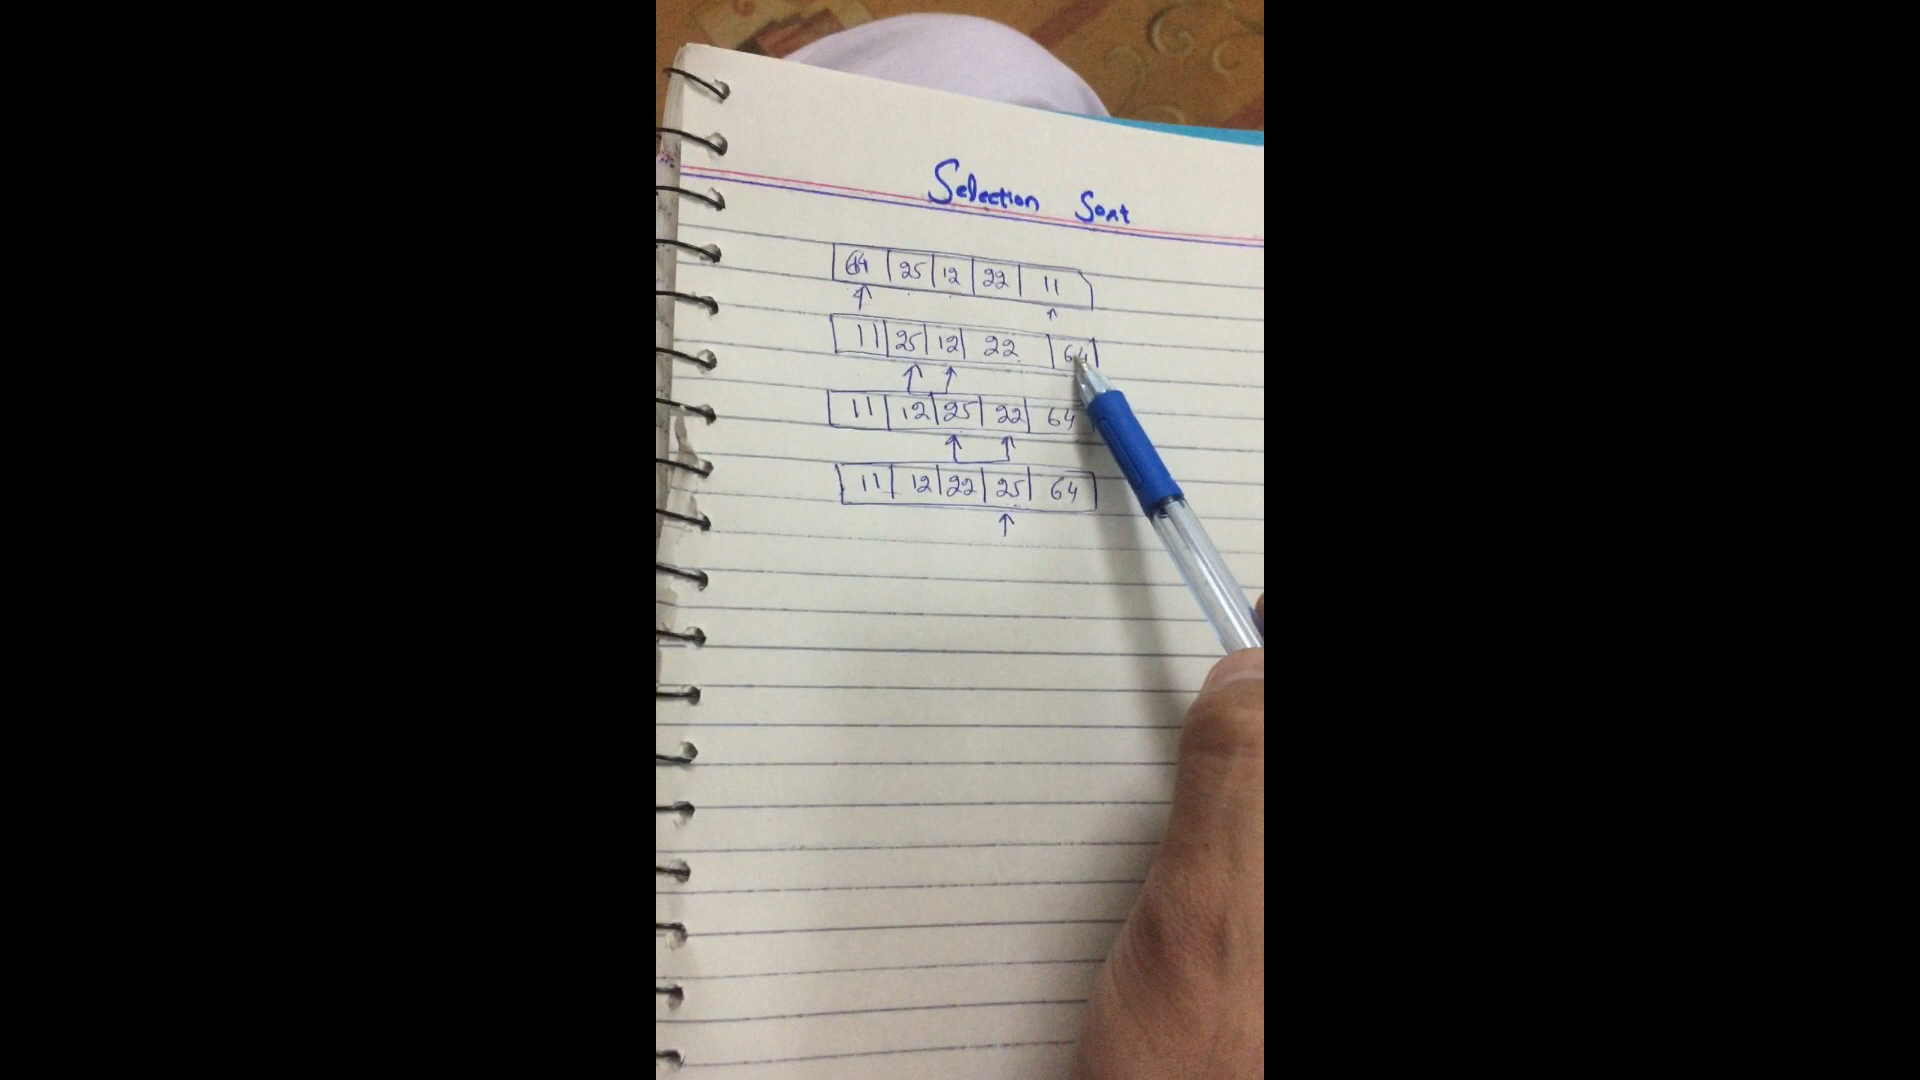 Selection Sort
64 25 12 22 11
11 25 12 22 64
11 12 25 22 64
11 12 22 25 64